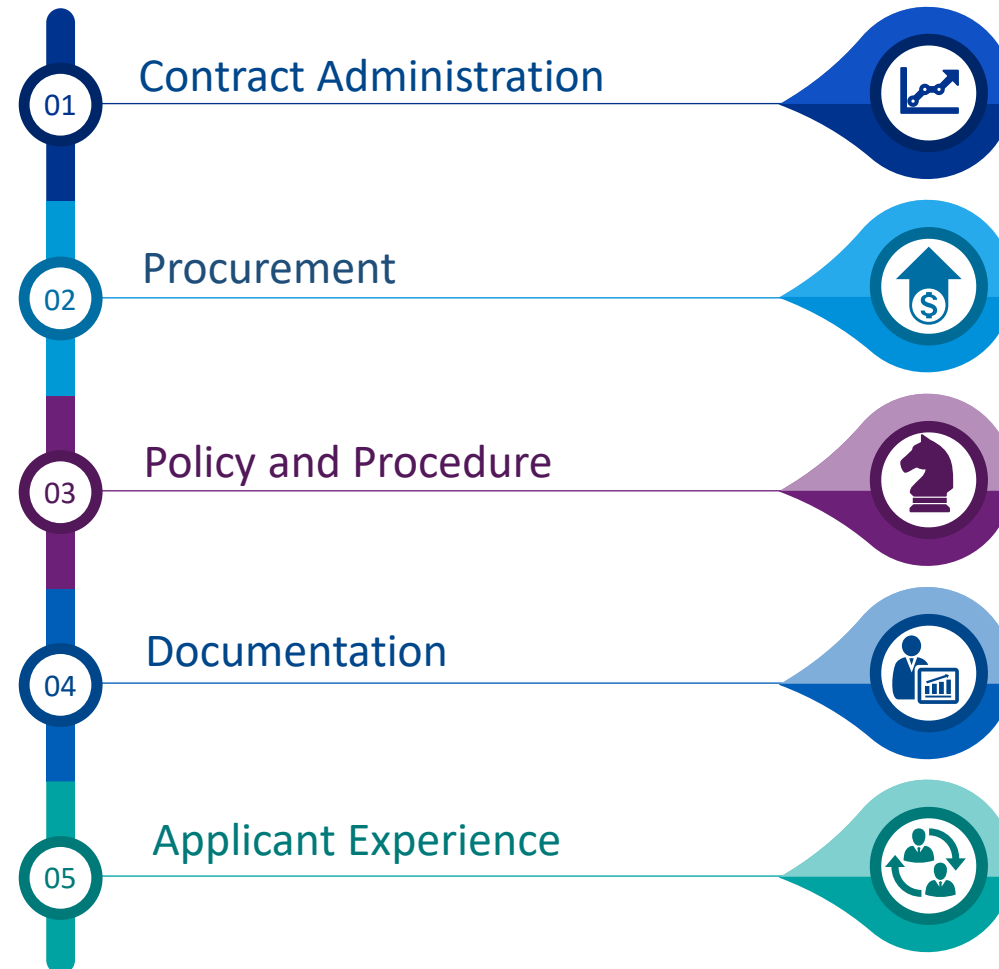 01
Contract Administration
02
Procurement
$
03
Policy and Procedure
04
Documentation
05
Applicant Experience